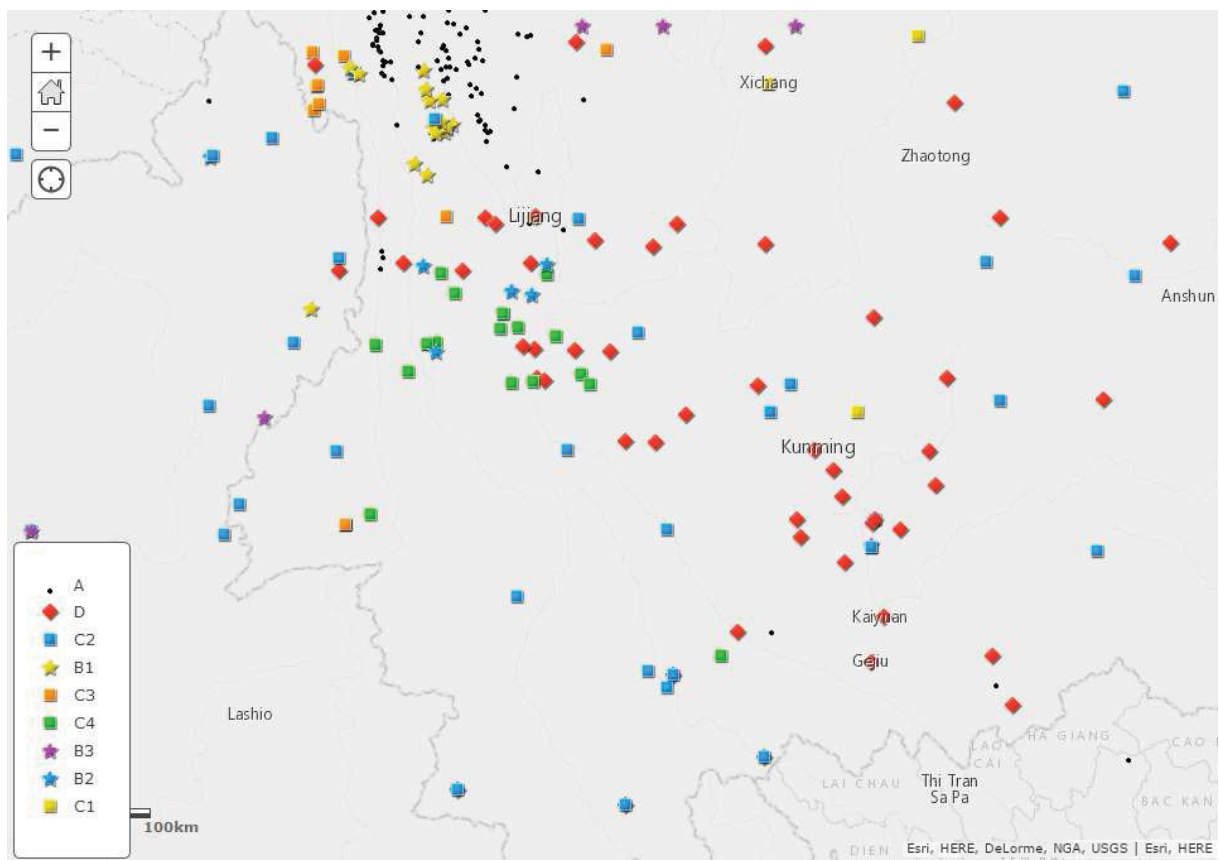 +
−
Xichang
Zhaotong
Lijiang
Anshun
Kunming
Kaiyuan
Gejiu
Lashio
A
D
C2
B1
C3
C4
B3
B2
C1
100km
HA GIANG
LAO
CAI
CAO
LAI CHAU
Thi Tran
Sa Pa
BAC KAN
DIEN
Esri, HERE, DeLorme, NGA, USGS | Esri, HERE